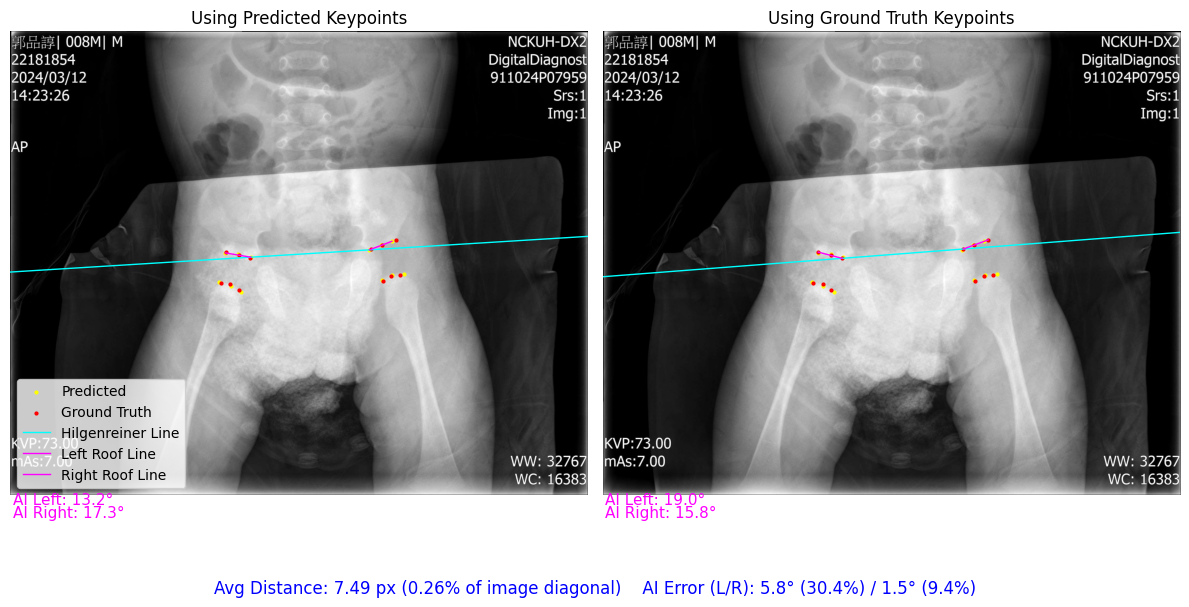 Using Predicted Keypoints
郭品諄| 008M| M
22181854
2024/03/12
14:23:26
AP
NCKUH-DX2
DigitalDiagnost
911024P07959
Srs:1
Img:1
Predicted
Ground Truth
Hilgenreiner Line
Left Roof Line
Right Roof Line
KVP:73.00
mAs:7.00
WW: 32767
WC: 16383
AI Left: 13.2°
AI Right: 17.3°
Using Ground Truth Keypoints
郭品諄| 008M| M
22181854
2024/03/12
14:23:26
AP
NCKUH-DX2
DigitalDiagnost
911024P07959
Srs:1
Img:1
KVP:73.00
mAs:7.00
WW: 32767
WC: 16383
AI Left: 19.0°
AI Right: 15.8°
Avg Distance: 7.49 px (0.26% of image diagonal) AI Error (L/R): 5.8° (30.4%) / 1.5° (9.4%)